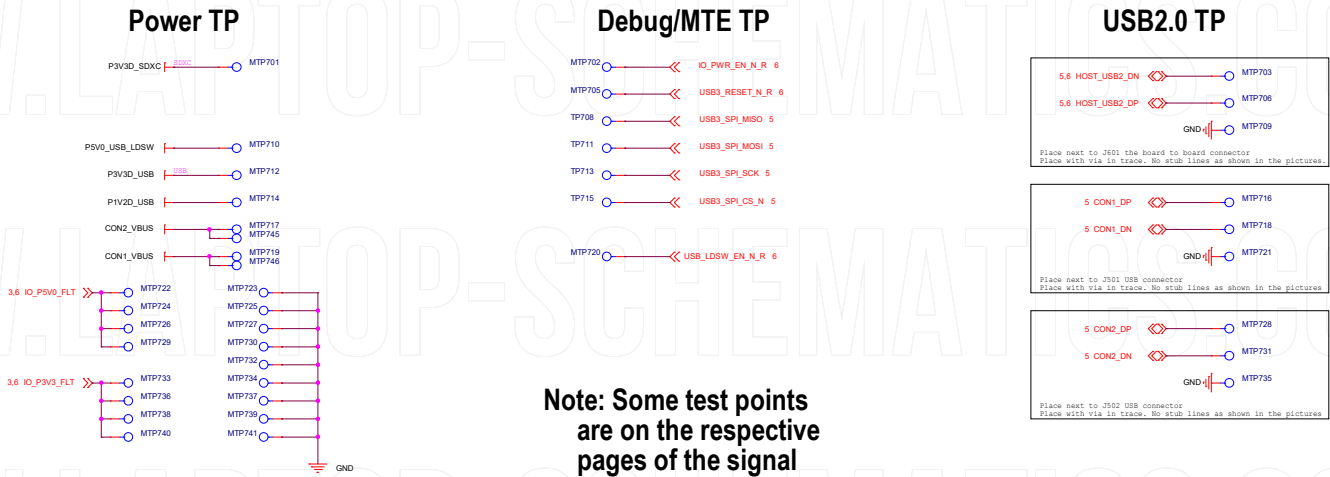 Power TP
P3V3D_SDXC SDXC MTP701
P5V0_USB_LDSW MTP710
P3V3D_USB USB MTP712
P1V2D_USB MTP714
CON2_VBUS MTP717
MTP745
CON1_VBUS MTP719
MTP746
3,6 IO_P5V0_FLT MTP722 MTP723
MTP724 MTP725
MTP726 MTP727
MTP729 MTP730
MTP732
3,6 IO_P3V3_FLT MTP733 MTP734
MTP736 MTP737
MTP738 MTP739
MTP740 MTP741
GND
Debug/MTE TP
MTP702 IO_PWR_EN_N_R 6
MTP705 USB3_RESET_N_R 6
TP708 USB3_SPI_MISO 5
TP711 USB3_SPI_MOSI 5
TP713 USB3_SPI_SCK 5
TP715 USB3_SPI_CS_N 5
MTP720 USB_LDSW_EN_N_R 6
Note: Some test points
are on the respective
pages of the signal
USB2.0 TP
5,6 HOST_USB2_DN MTP703
5,6 HOST_USB2_DP MTP706
GND MTP709
Place next to J601 the board to board connector
Place with via in trace. No stub lines as shown in the pictures.
5 CON1_DP MTP716
5 CON1_DN MTP718
GND MTP721
Place next to J501 USB connector
Place with via in trace. No stub lines as shown in the pictures
5 CON2_DP MTP728
5 CON2_DN MTP731
GND MTP735
Place next to J502 USB connector
Place with via in trace. No stub lines as shown in the pictures